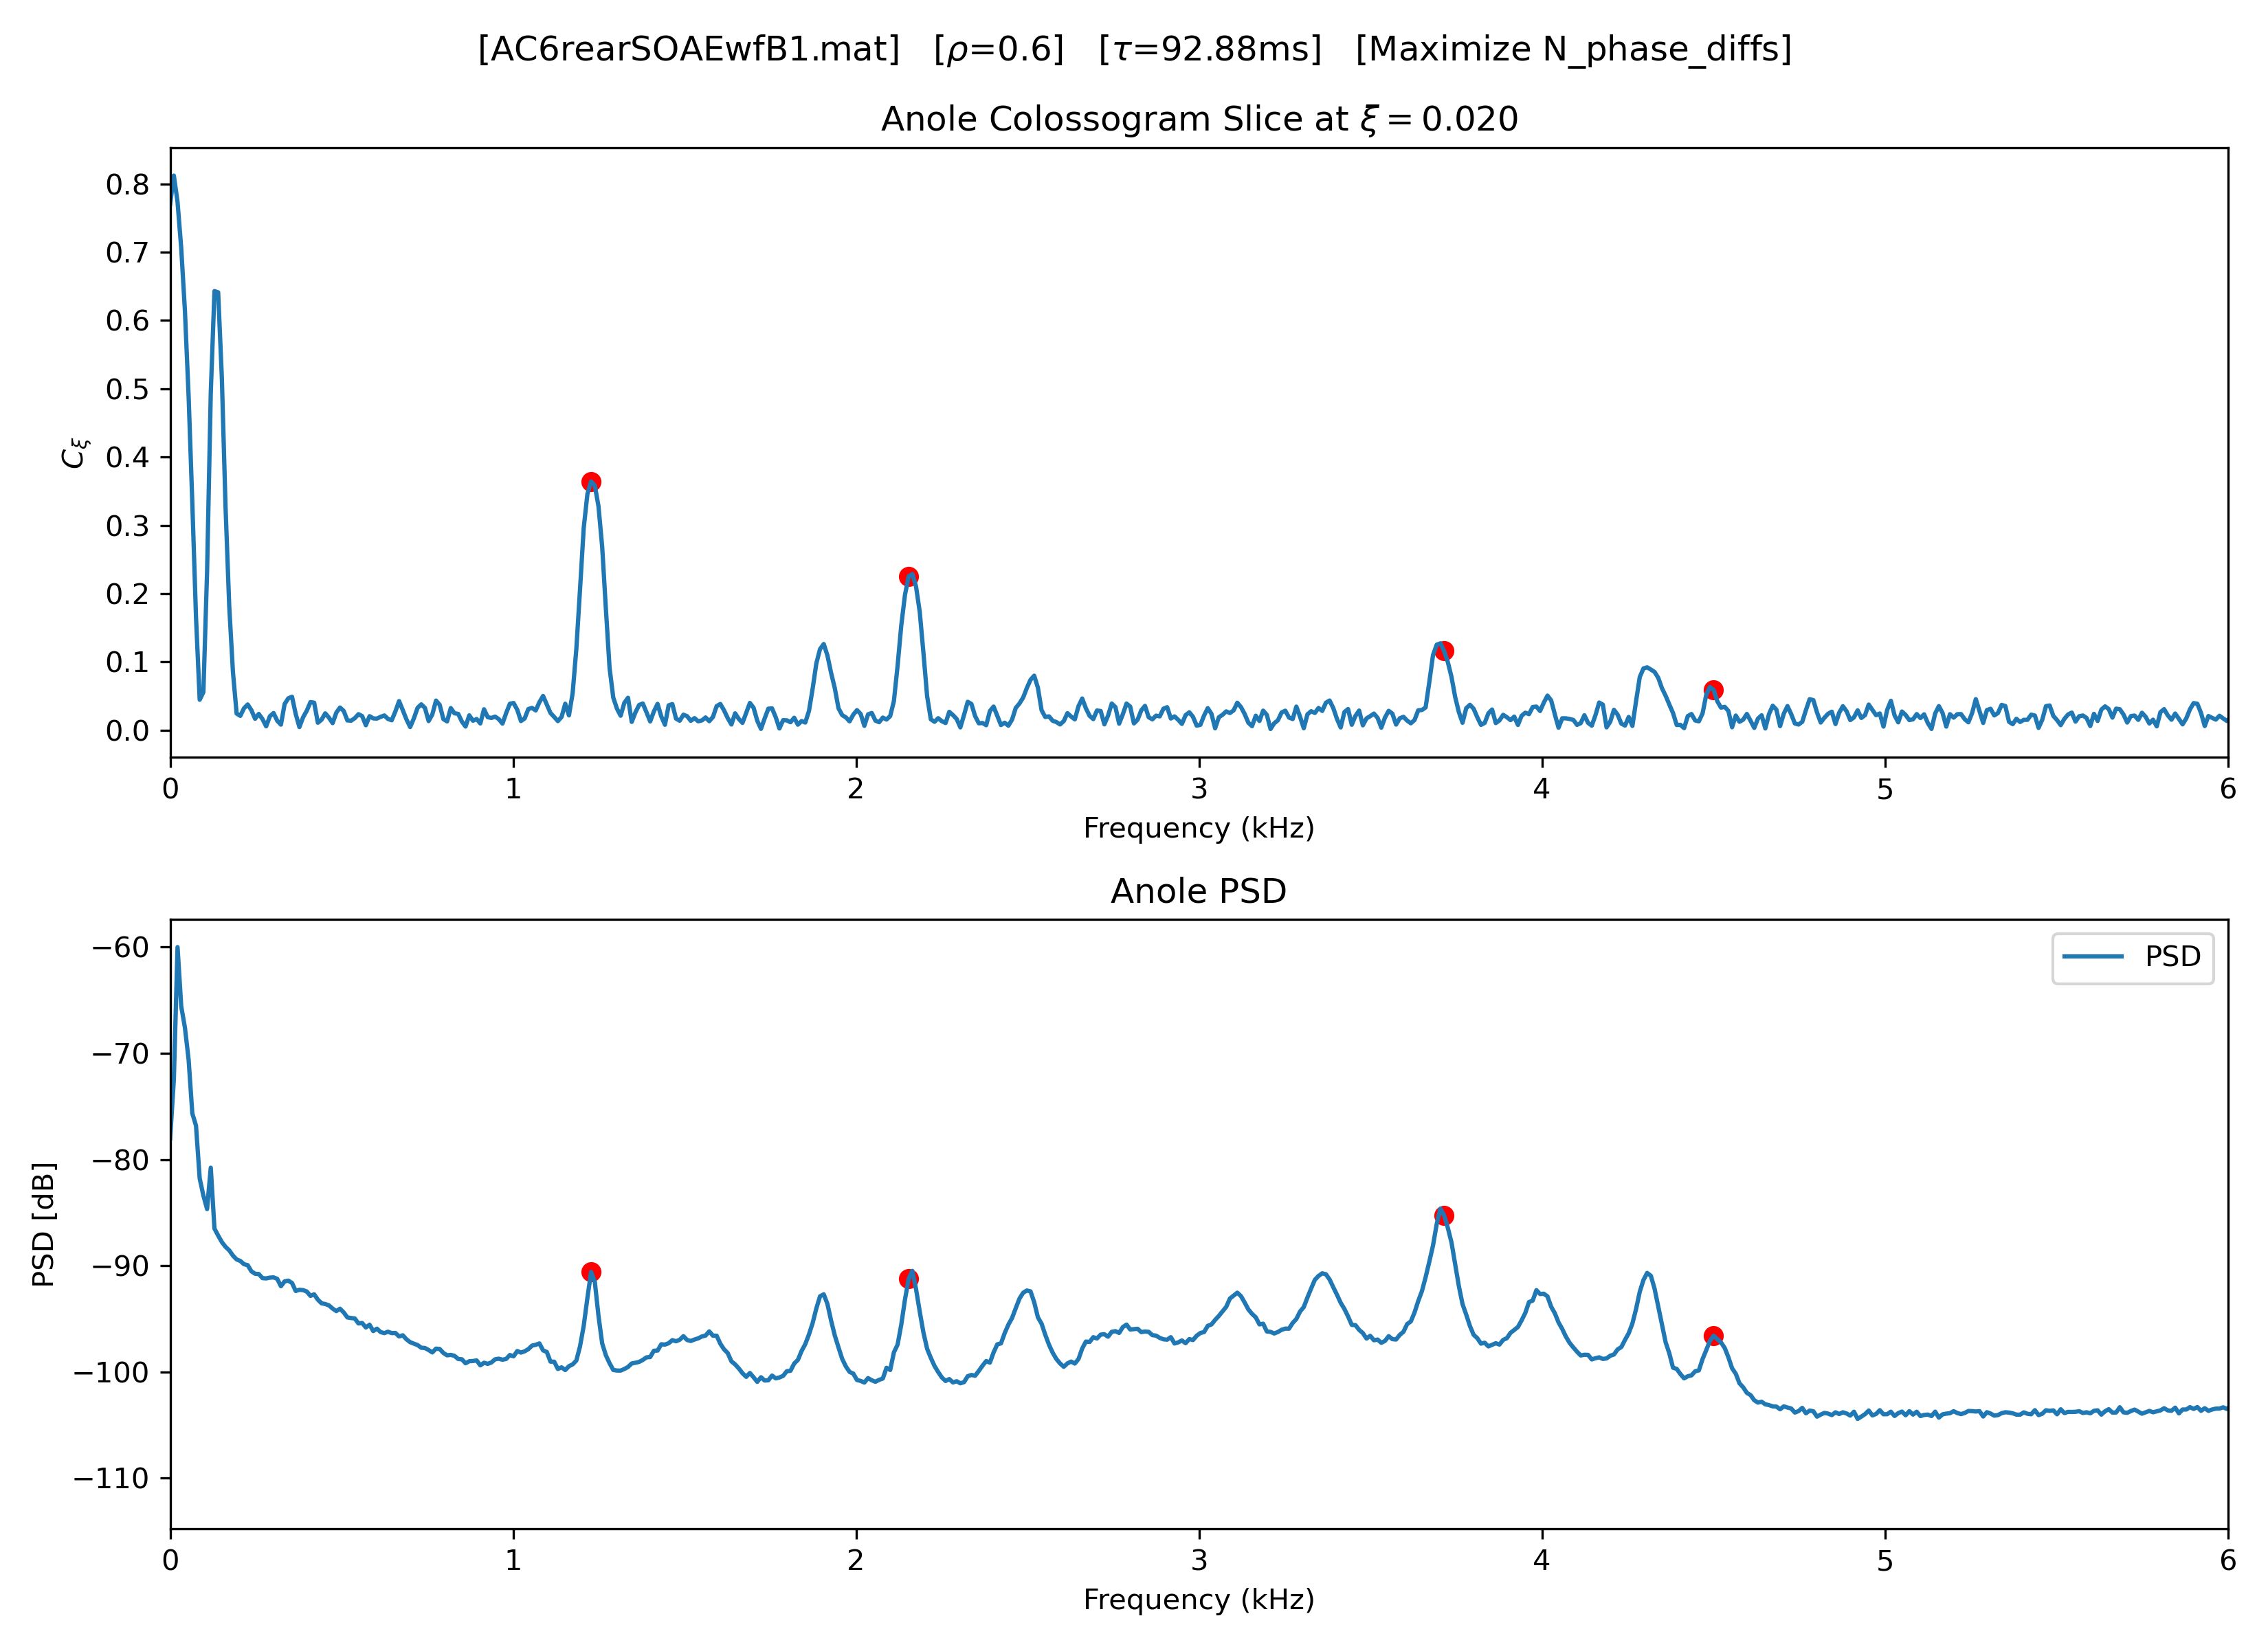 [AC6rearSOAEwfB1.mat] [ρ=0.6] [τ=92.88ms] [Maximize N_phase_diffs]
Anole Colossogram Slice at ξ = 0.020
0.8
0.7
0.6
0.5
0.4
0.3
0.2
0.1
0.0
Cξ
0 1 2 3 4 5 6
Frequency (kHz)
Anole PSD
−60
−70
−80
−90
−100
−110
PSD [dB]
PSD
0 1 2 3 4 5 6
Frequency (kHz)